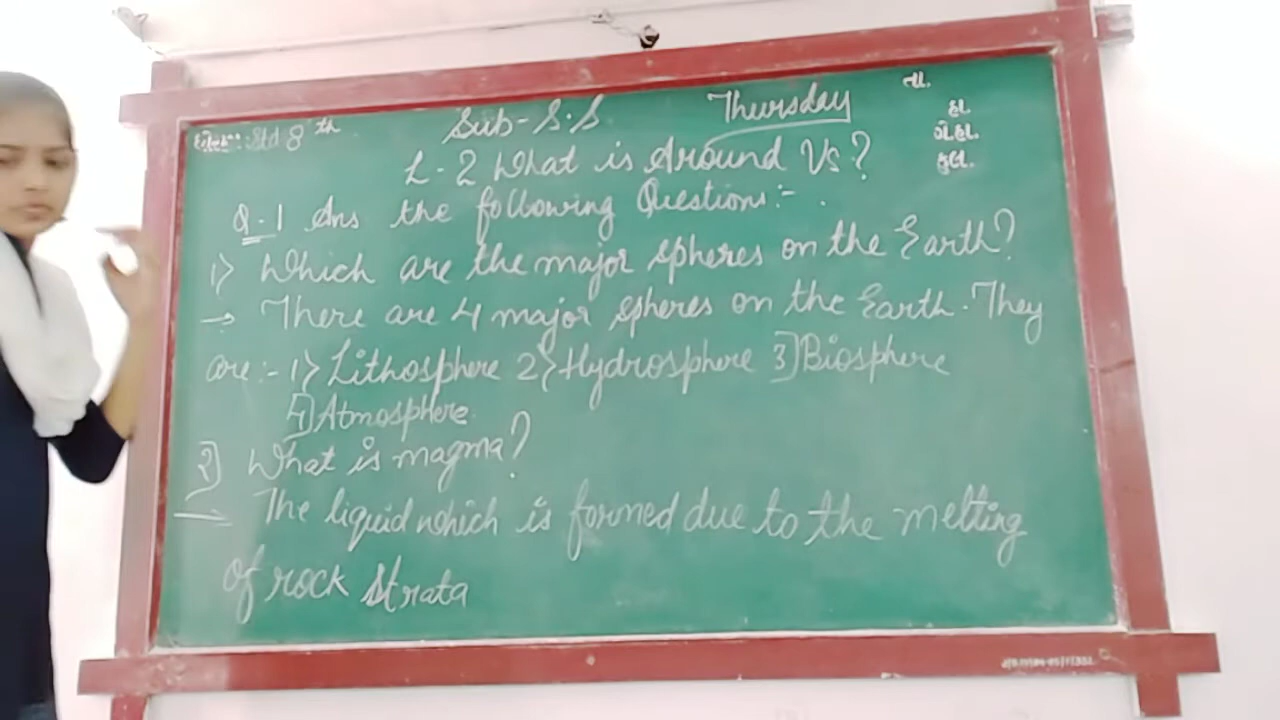 ધોરણ: Std 8th Sub-S.S Thursday તા.
હા.
ગે.હા.
કુલ.
L-2 What is Around Us?
Q-1 Ans the following Questions:-
1) Which are the major spheres on the Earth?
→ There are 4 major spheres on the Earth. They
are:- 1) Lithosphere 2) Hydrosphere 3] Biosphere
4] Atmosphere
2] What is magma?
The liquid which is formed due to the melting
of rock strata